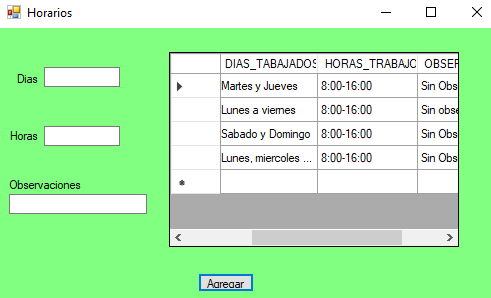 Horarios
Dias
Horas
Observaciones
DIAS_TABAJADOS HORAS_TRABAJO OBSER
Martes y Jueves 8:00-16:00 Sin Obs
Lunes a viernes 8:00-16:00 Sin obse
Sabado y Domingo 8:00-16:00 Sin Obs
Lunes, miercoles ... 8:00-16:00 Sin Obs
Agregar